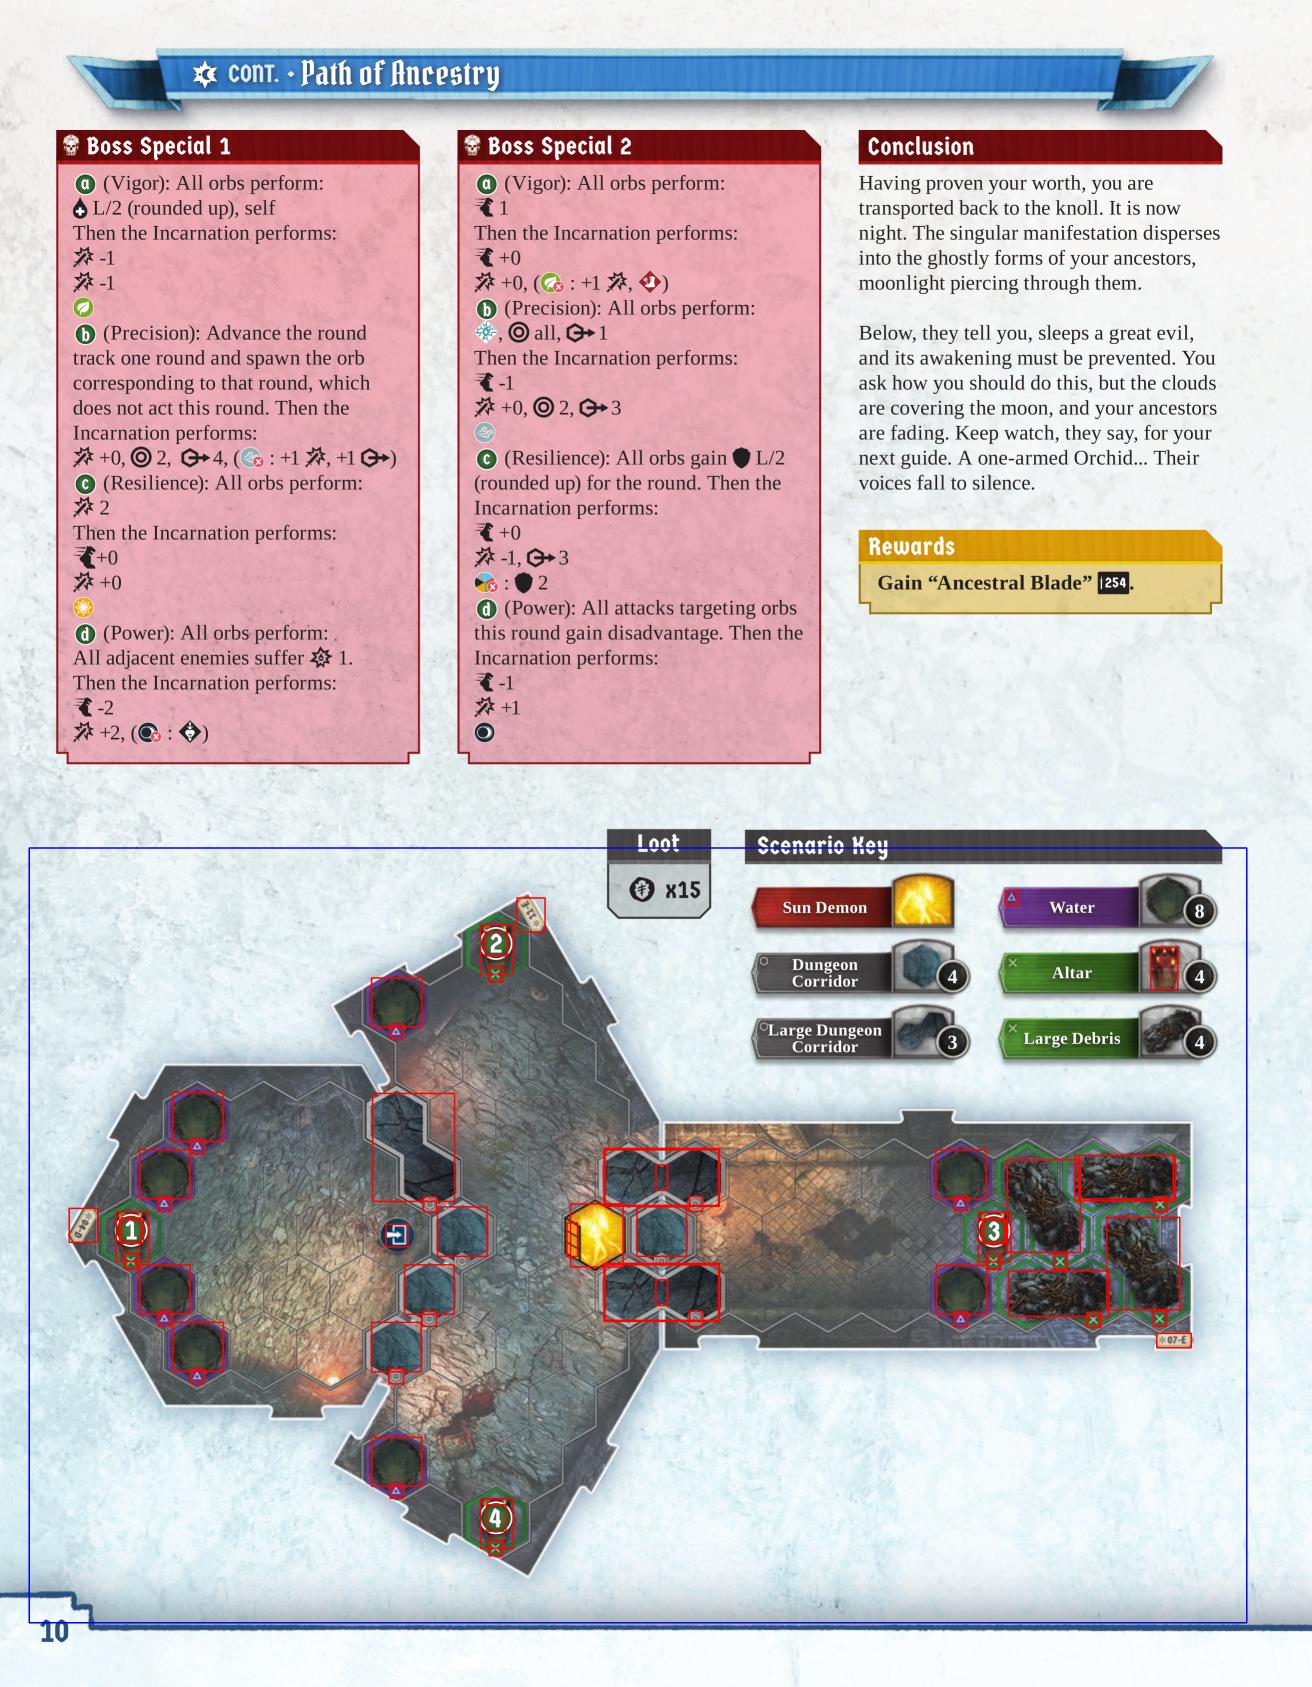 CONT. · Path of Ancestry
Boss Special 1
a (Vigor): All orbs perform:
L/2 (rounded up), self
Then the Incarnation performs:
-1
-1
b (Precision): Advance the round
track one round and spawn the orb
corresponding to that round, which
does not act this round. Then the
Incarnation performs:
+0, 2, 4, ( : +1 , +1 )
c (Resilience): All orbs perform:
2
Then the Incarnation performs:
+0
+0
d (Power): All orbs perform:
All adjacent enemies suffer 1.
Then the Incarnation performs:
-2
+2, ( : )
Boss Special 2
a (Vigor): All orbs perform:
1
Then the Incarnation performs:
+0
+0, ( : +1 , )
b (Precision): All orbs perform:
, all, 1
Then the Incarnation performs:
-1
+0, 2, 3
c (Resilience): All orbs gain L/2
(rounded up) for the round. Then the
Incarnation performs:
+0
-1, 3
: 2
d (Power): All attacks targeting orbs
this round gain disadvantage. Then the
Incarnation performs:
-1
+1
Conclusion
Having proven your worth, you are
transported back to the knoll. It is now
night. The singular manifestation disperses
into the ghostly forms of your ancestors,
moonlight piercing through them.
Below, they tell you, sleeps a great evil,
and its awakening must be prevented. You
ask how you should do this, but the clouds
are covering the moon, and your ancestors
are fading. Keep watch, they say, for your
next guide. A one-armed Orchid... Their
voices fall to silence.
Rewards
Gain “Ancestral Blade” 254.
Loot
x15
Scenario Key
Sun Demon
Water
8
Dungeon
Corridor
4
Altar
4
Large Dungeon
Corridor
3
Large Debris
4
2
11-E
1
04-D
3
07-E
4
10